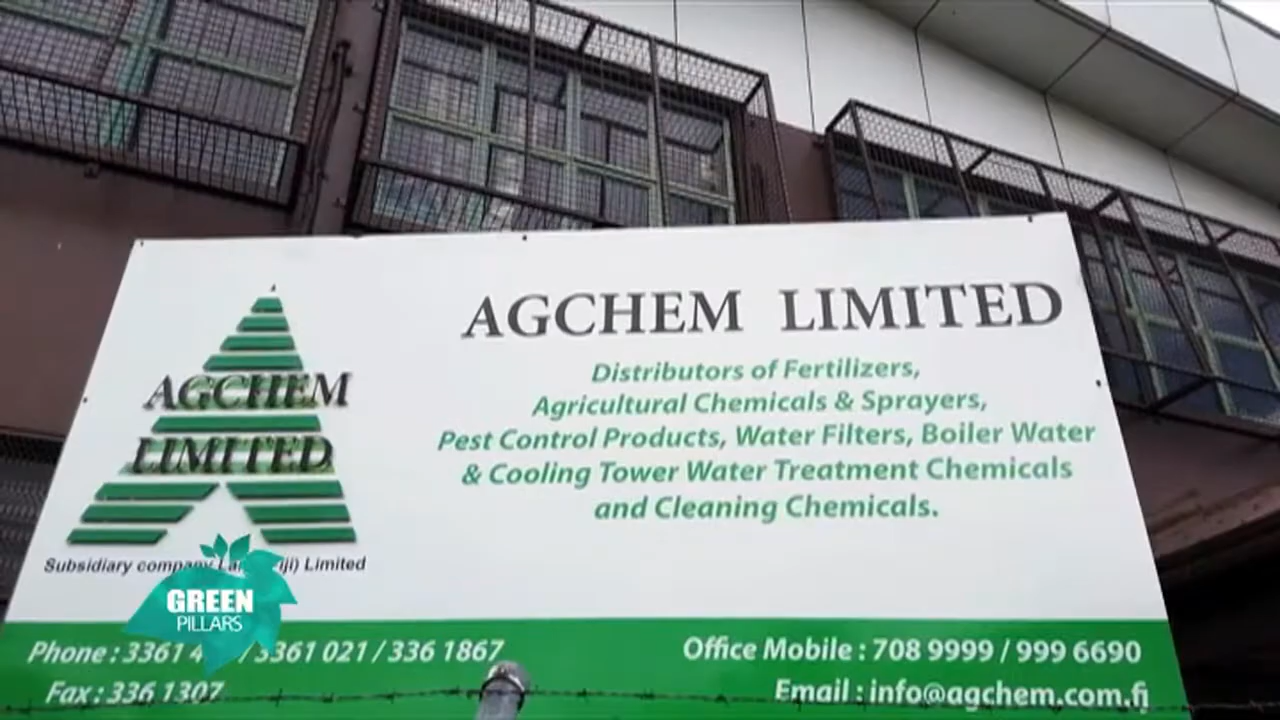 AGCHEM LIMITED
Distributors of Fertilizers,
Agricultural Chemicals & Sprayers,
Pest Control Products, Water Filters, Boiler Water
& Cooling Tower Water Treatment Chemicals
and Cleaning Chemicals.
AGCHEM
LIMITED
Subsidiary company Limited
GREEN
PILLARS
Phone : 3361 / 3361 021 / 336 1867
Fax : 336 1307
Office Mobile : 708 9999 / 999 6690
Email : info@agchem.com.fj